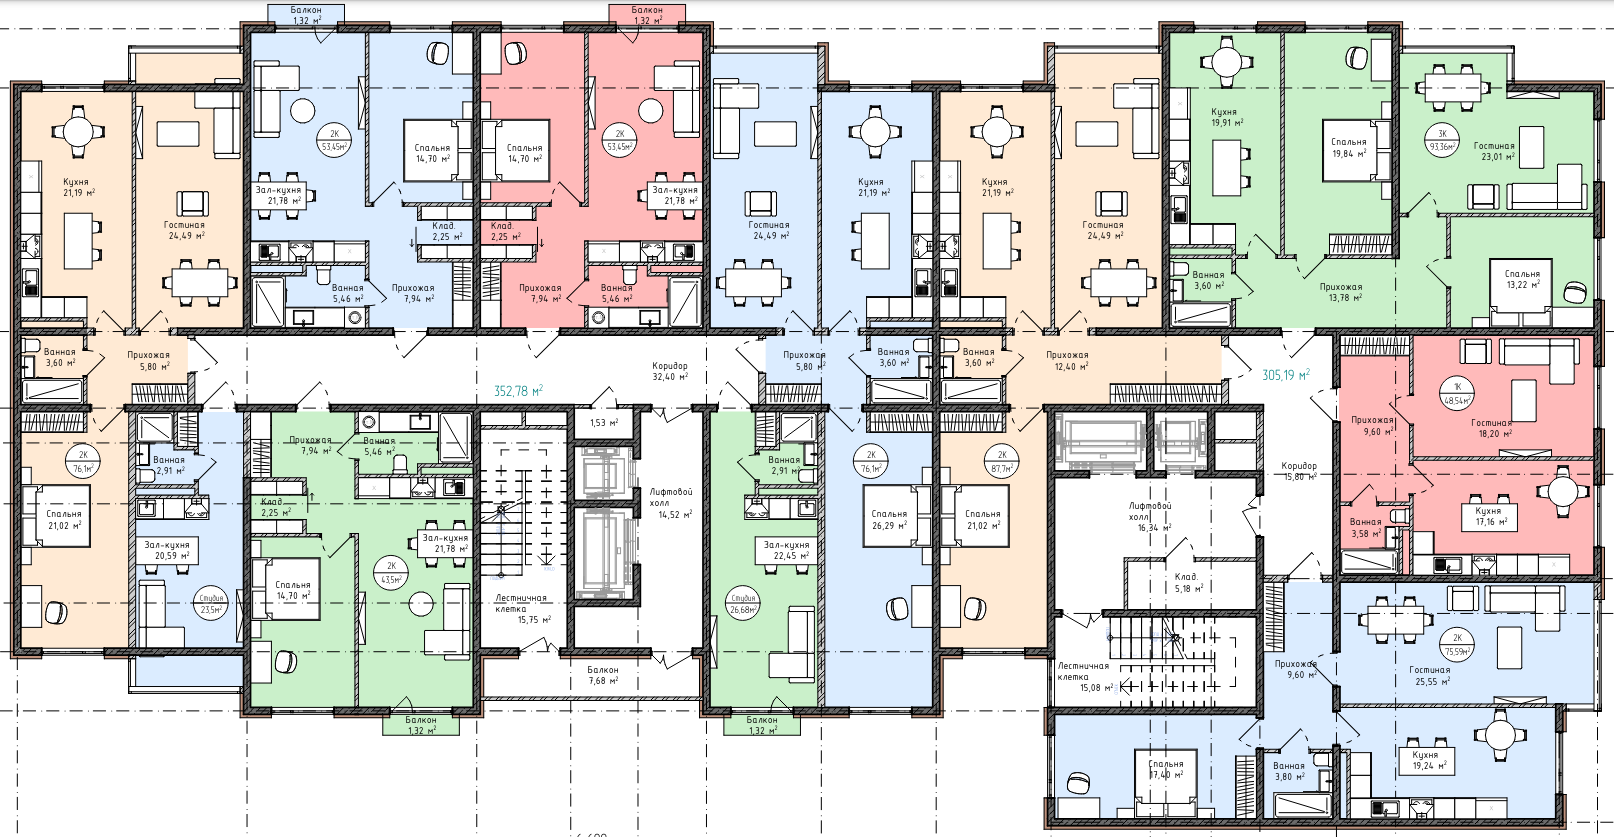 Балкон
1,32 м²
Балкон
1,32 м²
2К
53,45м²
Спальня
14,70 м²
Спальня
14,70 м²
2К
53,45м²
Кухня
21,19 м²
Гостиная
24,49 м²
Зал-кухня
21,78 м²
Клад.
2,25 м²
Клад.
2,25 м²
Зал-кухня
21,78 м²
Гостиная
24,49 м²
Кухня
21,19 м²
Кухня
21,19 м²
Гостиная
24,49 м²
Кухня
19,91 м²
Спальня
19,84 м²
3К
93,36м²
Гостиная
23,01 м²
Ванная
5,46 м²
Прихожая
7,94 м²
Прихожая
7,94 м²
Ванная
5,46 м²
Ванная
3,60 м²
Прихожая
13,78 м²
Спальня
13,22 м²
Ванная
3,60 м²
Прихожая
5,80 м²
352,78 м²
Коридор
32,40 м²
Прихожая
5,80 м²
Ванная
3,60 м²
Ванная
3,60 м²
Прихожая
12,40 м²
305,19 м²
1К
48,54м²
Прихожая
9,60 м²
Гостиная
18,20 м²
2К
76,1м²
Ванная
2,91 м²
Прихожая
7,94 м²
Ванная
5,46 м²
1,53 м²
Лифтовой
холл
14,52 м²
Ванная
2,91 м²
2К
76,1м²
2К
87,7м²
Коридор
15,80 м²
Спальня
21,02 м²
Клад.
2,25 м²
Зал-кухня
20,59 м²
Зал-кухня
21,78 м²
Зал-кухня
22,45 м²
Спальня
26,29 м²
Спальня
21,02 м²
Лифтовой
холл
16,34 м²
Ванная
3,58 м²
Кухня
17,16 м²
Студия
23,5м²
Спальня
14,70 м²
2К
43,5м²
Лестничная
клетка
15,75 м²
Студия
26,68м²
Клад.
5,18 м²
Балкон
7,68 м²
Лестничная
клетка
15,08 м²
Прихожая
9,60 м²
2К
75,59м²
Гостиная
25,55 м²
Балкон
1,32 м²
Балкон
1,32 м²
Спальня
17,40 м²
Ванная
3,80 м²
Кухня
19,24 м²